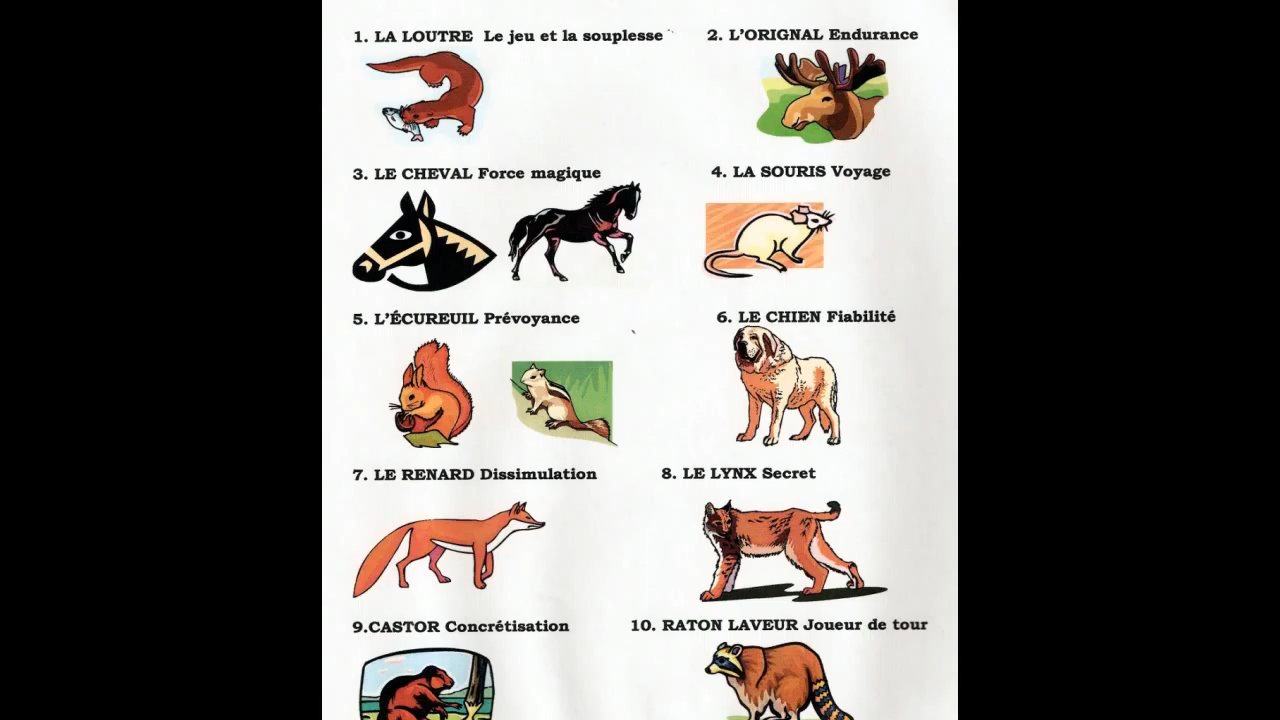 1. LA LOUTRE Le jeu et la souplesse
2. L'ORIGNAL Endurance
3. LE CHEVAL Force magique
4. LA SOURIS Voyage
5. L'ÉCUREUIL Prévoyance
6. LE CHIEN Fiabilité
7. LE RENARD Dissimulation
8. LE LYNX Secret
9.CASTOR Concrétisation
10. RATON LAVEUR Joueur de tour